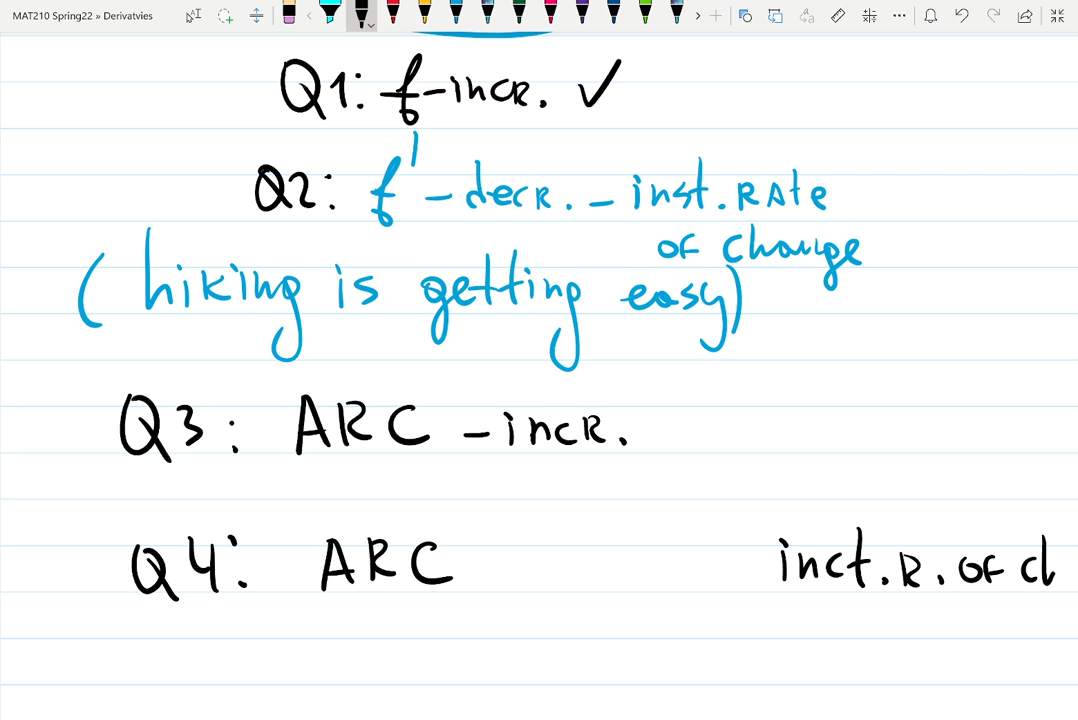 MAT210 Spring22 » Derivatvies
Q1: f-incr. ✓
Q2: f' - decr. - inst. RAte
of change
( hiking is getting easy)
Q3: ARC - incR.
Q4: ARC inct. R. OF ch